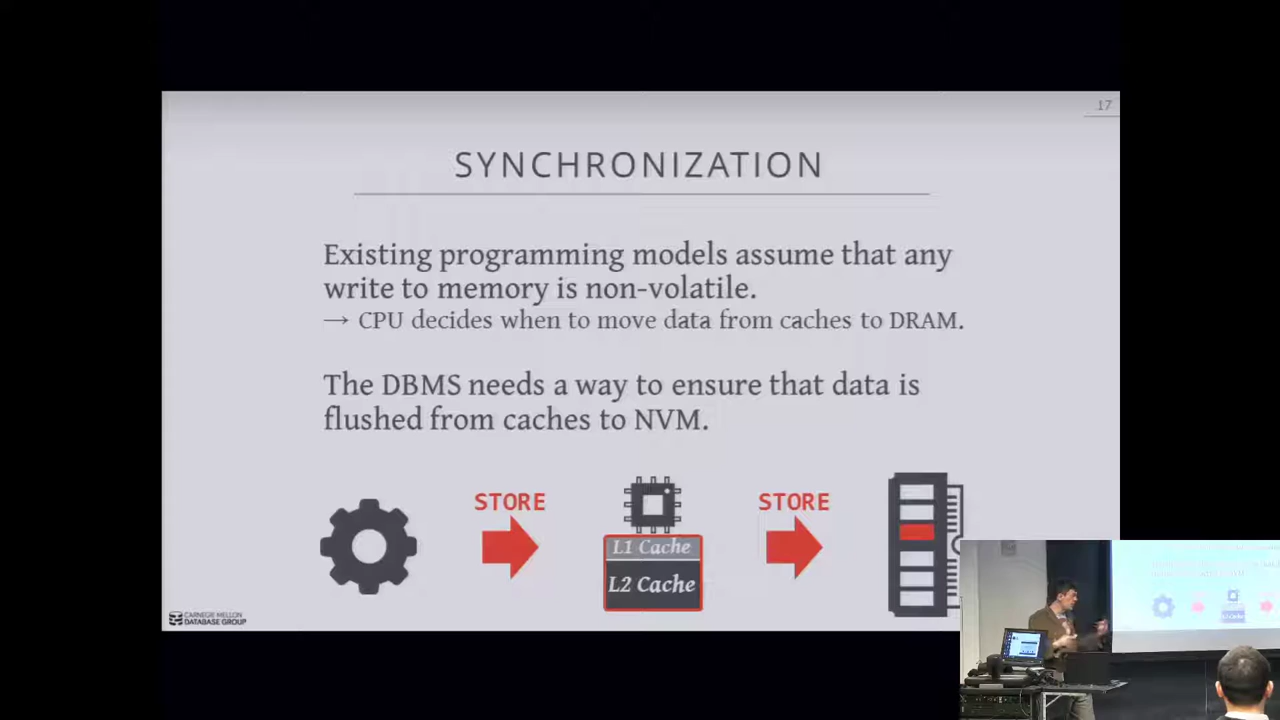 17
SYNCHRONIZATION
Existing programming models assume that any
write to memory is non-volatile.
→ CPU decides when to move data from caches to DRAM.
The DBMS needs a way to ensure that data is
flushed from caches to NVM.
STORE
STORE
L1 Cache
L2 Cache
CARNEGIE MELLON
DATABASE GROUP